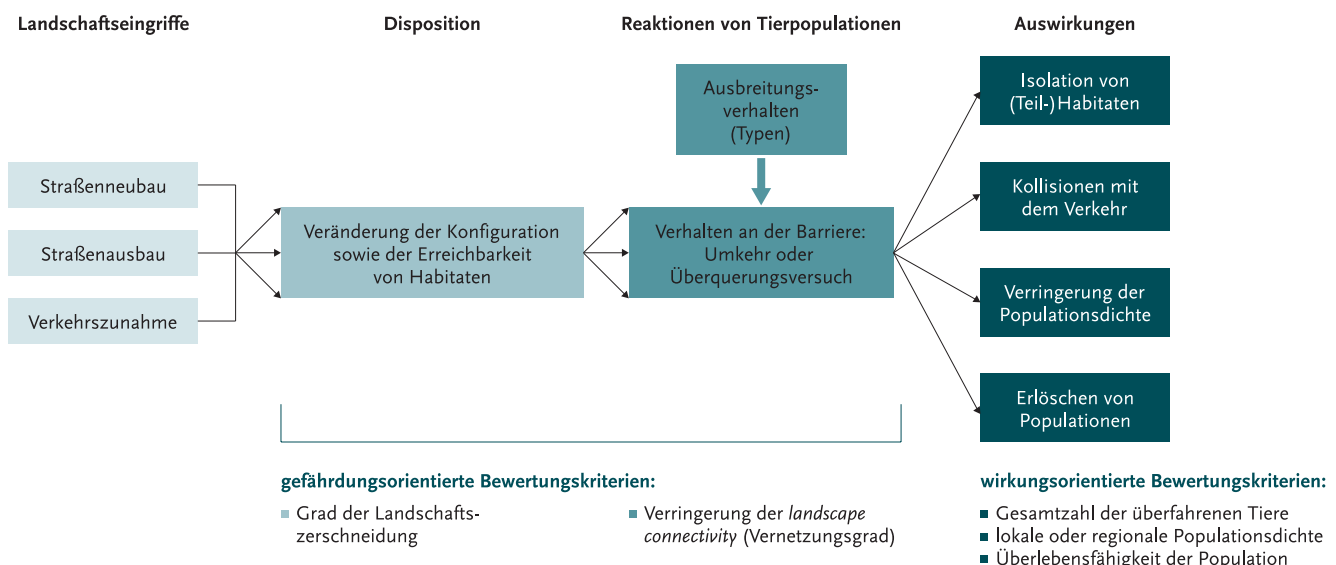 Landschaftseingriffe
Disposition
Reaktionen von Tierpopulationen
Auswirkungen
Straßenneubau
Straßenausbau
Verkehrszunahme
Veränderung der Konfiguration
sowie der Erreichbarkeit
von Habitaten
Ausbreitungs-
verhalten
(Typen)
Verhalten an der Barriere:
Umkehr oder
Überquerungsversuch
Isolation von
(Teil-)Habitaten
Kollisionen mit
dem Verkehr
Verringerung der
Populationsdichte
Erlöschen von
Populationen
gefährdungsorientierte Bewertungskriterien:
Grad der Landschafts-
zerschneidung
Verringerung der landscape
connectivity (Vernetzungsgrad)
wirkungsorientierte Bewertungskriterien:
Gesamtzahl der überfahrenen Tiere
lokale oder regionale Populationsdichte
Überlebensfähigkeit der Population